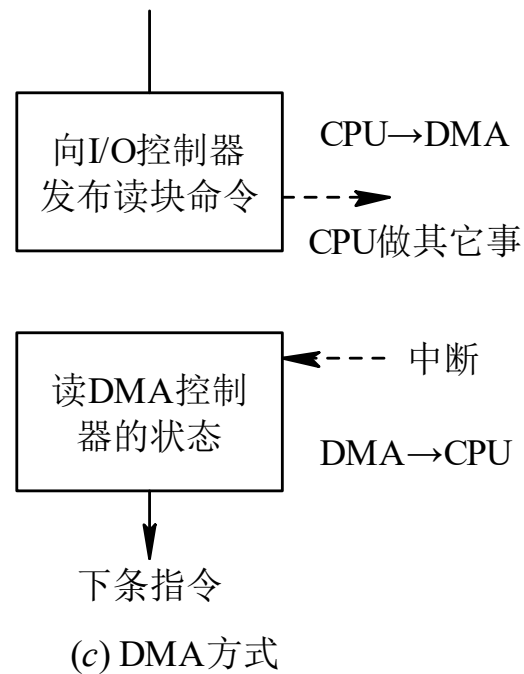 向I/O控制器
发布读块命令
CPU→DMA
CPU做其它事
读DMA控制
器的状态
中断
DMA→CPU
下条指令
(c) DMA方式